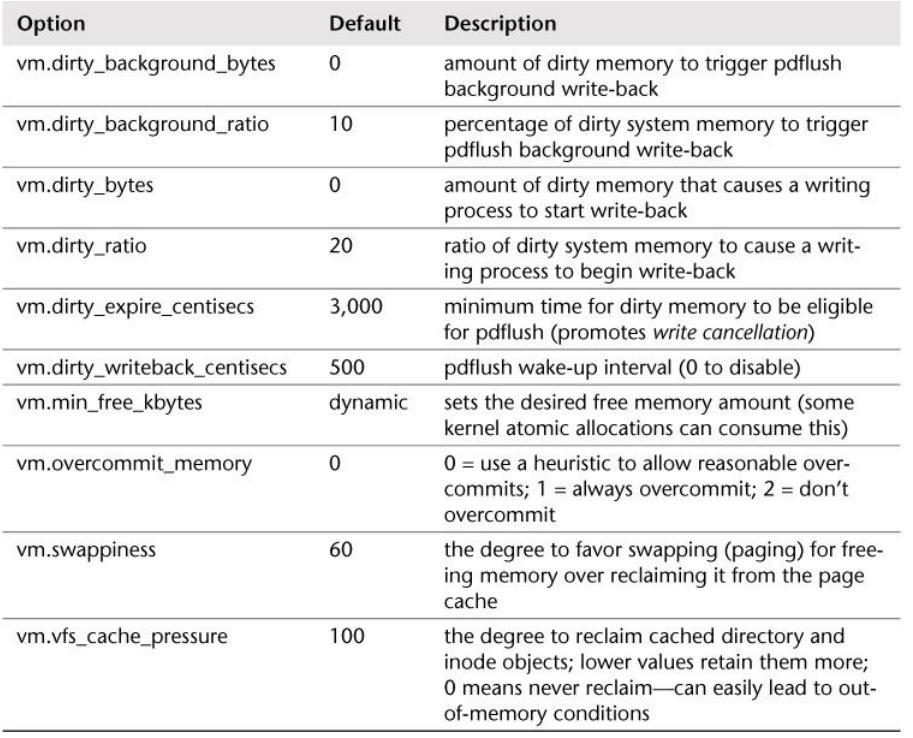 Option Default Description
vm.dirty_background_bytes 0 amount of dirty memory to trigger pdflush
background write-back
vm.dirty_background_ratio 10 percentage of dirty system memory to trigger
pdflush background write-back
vm.dirty_bytes 0 amount of dirty memory that causes a writing
process to start write-back
vm.dirty_ratio 20 ratio of dirty system memory to cause a writ-
ing process to begin write-back
vm.dirty_expire_centisecs 3,000 minimum time for dirty memory to be eligible
for pdflush (promotes write cancellation)
vm.dirty_writeback_centisecs 500 pdflush wake-up interval (0 to disable)
vm.min_free_kbytes dynamic sets the desired free memory amount (some
kernel atomic allocations can consume this)
vm.overcommit_memory 0 0 = use a heuristic to allow reasonable over-
commits; 1 = always overcommit; 2 = don't
overcommit
vm.swappiness 60 the degree to favor swapping (paging) for free-
ing memory over reclaiming it from the page
cache
vm.vfs_cache_pressure 100 the degree to reclaim cached directory and
inode objects; lower values retain them more;
0 means never reclaim—can easily lead to out-
of-memory conditions